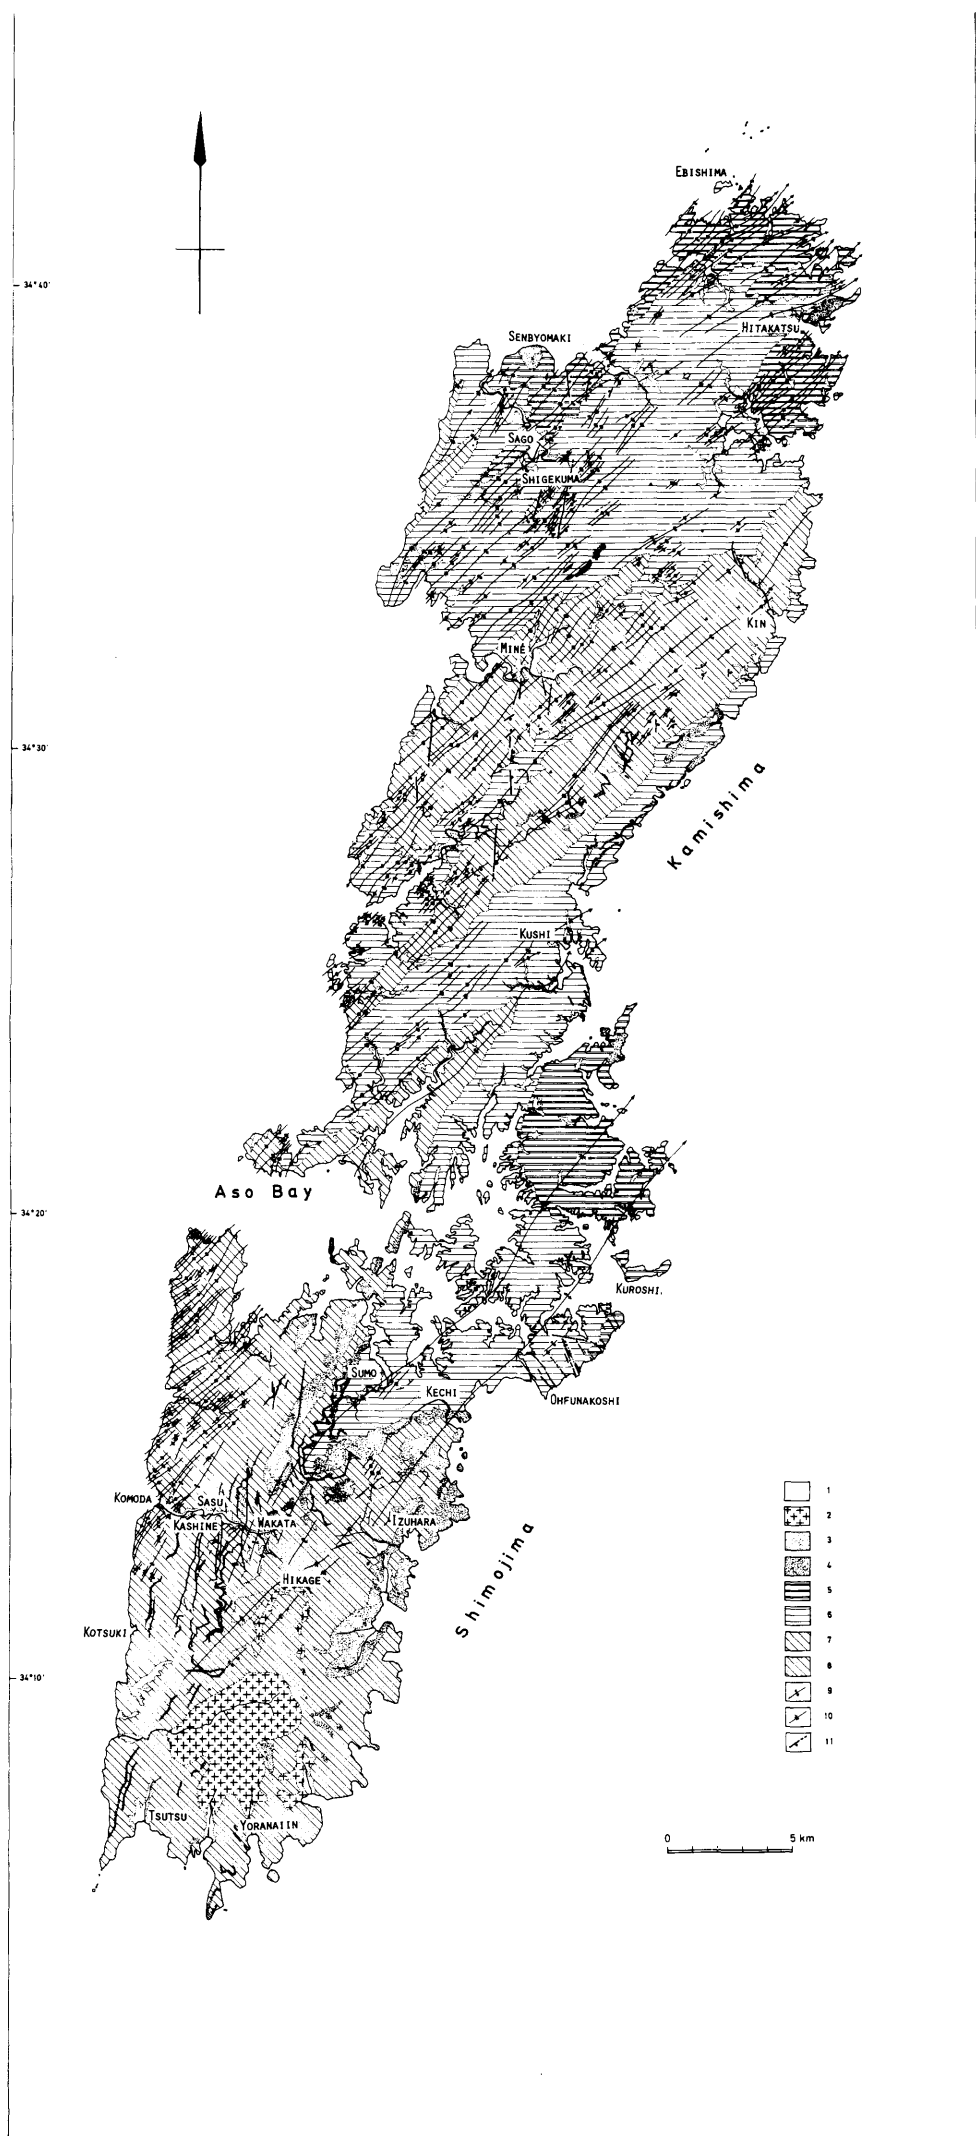 EBISHIMA
34°40'
HITAKATSU
SENBYOMAKI
SAGO
SHIGEKUMA
KIN
MINÉ
34°30'
Kamishima
KUSHI
Aso Bay
34°20'
KUROSHI.
SUMO
KECHI
OHFUNAKOSHI
KOMODA
SASU
KASHINE
WAKATA
IZUHARA
HIKAGE
Shimojima
KOTSUKI
34°10'
TSUTSU
YORANAIIN
1
2
3
4
5
6
7
8
9
10
11
0 5 km